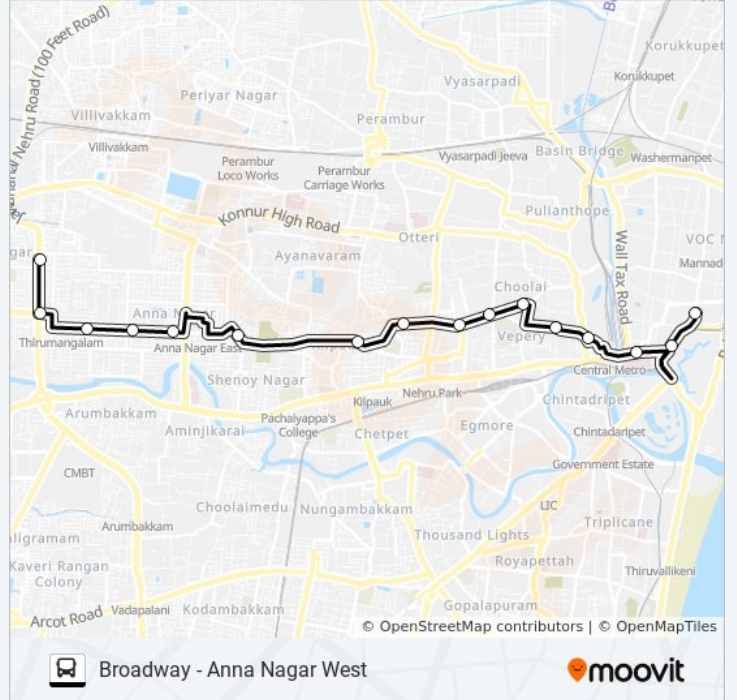 Nehru Road (100 Feet Road)
Korukkupet
Korukkupet
Vyasarpadi
Periyar Nagar
Villivakkam
Perambur
Villivakkam
Basin Bridge
Vyasarpadi Jeeva
Washermanpet
Perambur
Loco Works
Perambur
Carriage Works
Konnur High Road
Pulianthope
Otteri
Wall Tax Road
VOC N
Ayanavaram
gar
Mannad
Choolai
Anna N
Thirumangalam
Anna Nagar East
Vepery
Central Metro
Shenoy Nagar
Nehru Park
Kilpauk
Chintadripet
Arumbakkam
Pachaiyappa's
College
Aminjikarai
Chetpet
Egmore
Chintadaripet
Government Estate
CMBT
Choolaimedu
Nungambakkam
LIC
Triplicane
Arumbakkam
Thousand Lights
aligramam
Royapettah
Kaveri Rangan
Colony
Thiruvallikeni
Arcot Road
Vadapalani
Kodambakkam
Gopalapuram
© OpenStreetMap contributors | © OpenMapTiles
Broadway - Anna Nagar West
moovit